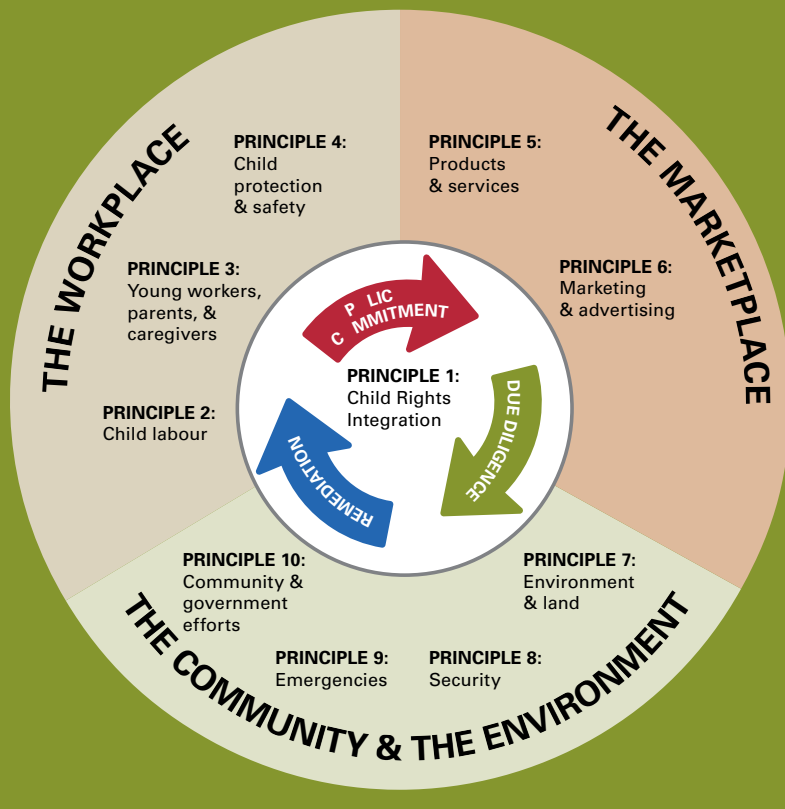 THE WORKPLACE
PRINCIPLE 4:
Child
protection
& safety
PRINCIPLE 3:
Young workers,
parents, &
caregivers
PRINCIPLE 2:
Child labour
THE MARKETPLACE
PRINCIPLE 5:
Products
& services
PRINCIPLE 6:
Marketing
& advertising
P LIC
C MMITMENT
PRINCIPLE 1:
Child Rights
Integration
DUE DILIGENCE
REMEDIATION
PRINCIPLE 10:
Community &
government
efforts
PRINCIPLE 7:
Environment
& land
PRINCIPLE 9:
Emergencies
PRINCIPLE 8:
Security
THE COMMUNITY & THE ENVIRONMENT